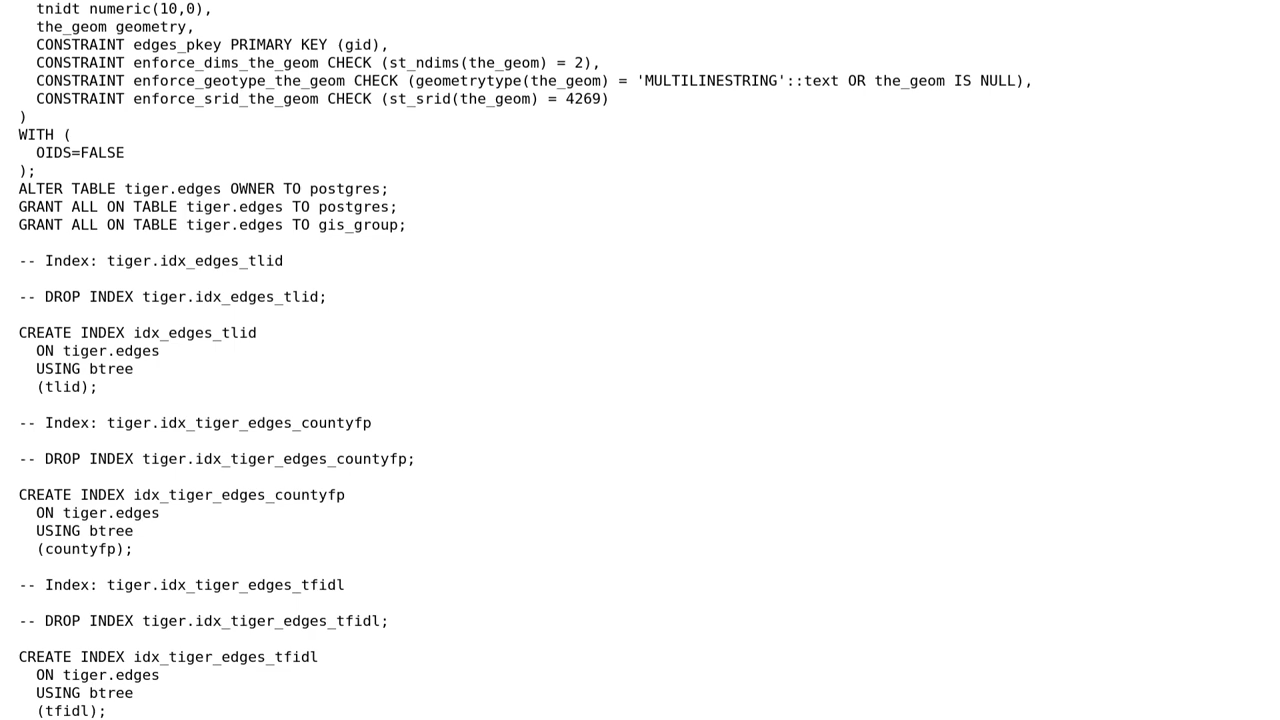 tnidt numeric(10,0),
the_geom geometry,
CONSTRAINT edges_pkey PRIMARY KEY (gid),
CONSTRAINT enforce_dims_the_geom CHECK (st_ndims(the_geom) = 2),
CONSTRAINT enforce_geotype_the_geom CHECK (geometrytype(the_geom) = 'MULTILINESTRING'::text OR the_geom IS NULL),
CONSTRAINT enforce_srid_the_geom CHECK (st_srid(the_geom) = 4269)
)
WITH (
OIDS=FALSE
);
ALTER TABLE tiger.edges OWNER TO postgres;
GRANT ALL ON TABLE tiger.edges TO postgres;
GRANT ALL ON TABLE tiger.edges TO gis_group;
-- Index: tiger.idx_edges_tlid
-- DROP INDEX tiger.idx_edges_tlid;
CREATE INDEX idx_edges_tlid
ON tiger.edges
USING btree
(tlid);
-- Index: tiger.idx_tiger_edges_countyfp
-- DROP INDEX tiger.idx_tiger_edges_countyfp;
CREATE INDEX idx_tiger_edges_countyfp
ON tiger.edges
USING btree
(countyfp);
-- Index: tiger.idx_tiger_edges_tfidl
-- DROP INDEX tiger.idx_tiger_edges_tfidl;
CREATE INDEX idx_tiger_edges_tfidl
ON tiger.edges
USING btree
(tfidl);